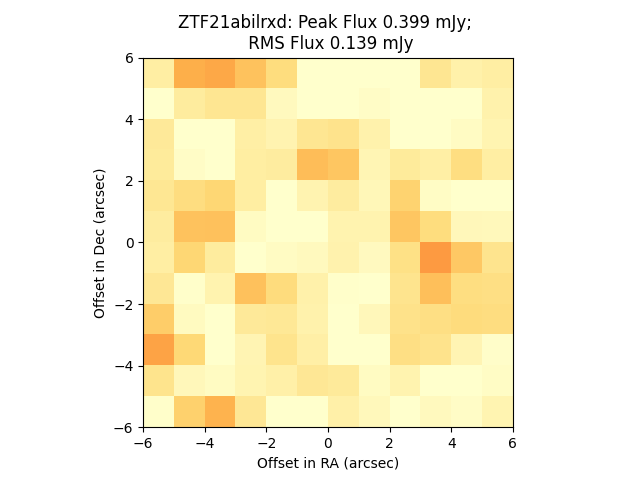 ZTF21abilrxd: Peak Flux 0.399 mJy;
RMS Flux 0.139 mJy
6
4
2
0
−2
−4
−6
Offset in Dec (arcsec)
−6 −4 −2 0 2 4 6
Offset in RA (arcsec)